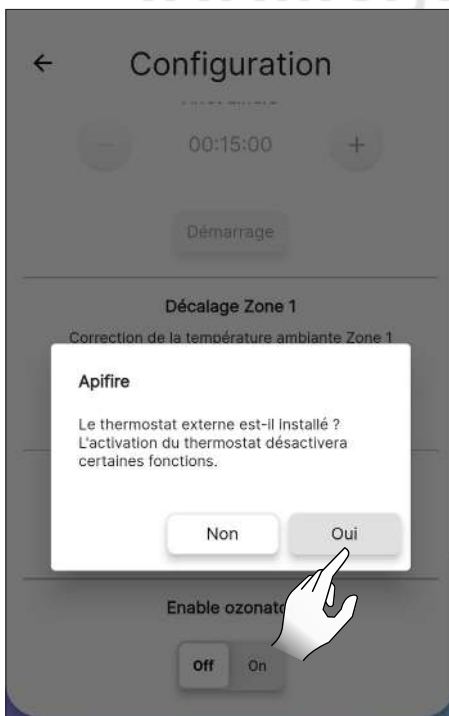 ←
Configuration
−
00:15:00
+
Démarrage
Décalage Zone 1
Correction de la température ambiante Zone 1
Apifire
Le thermostat externe est-il installé ?
L'activation du thermostat désactivera
certaines fonctions.
Non
Oui
Enable
Off
On